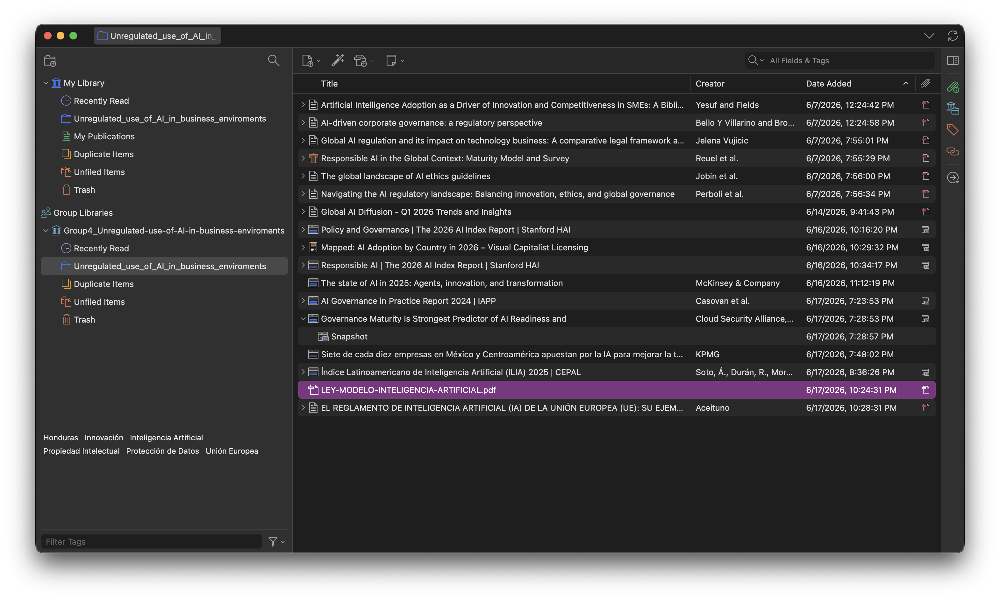 Unregulated_use_of_AI_in_
All Fields & Tags
My Library
Recently Read
Unregulated_use_of_AI_in_business_enviroments
My Publications
Duplicate Items
Unfiled Items
Trash
Group Libraries
Group4_Unregulated-use-of-AI-in-business-enviroments
Recently Read
Unregulated_use_of_AI_in_business_enviroments
Duplicate Items
Unfiled Items
Trash
Honduras Innovación Inteligencia Artificial
Propiedad Intelectual Protección de Datos Unión Europea
Filter Tags
Title Creator Date Added
Artificial Intelligence Adoption as a Driver of Innovation and Competitiveness in SMEs: A Bibli... Yesuf and Fields 6/7/2026, 12:24:42 PM
AI-driven corporate governance: a regulatory perspective Bello Y Villarino and Bro... 6/7/2026, 12:24:58 PM
Global AI regulation and its impact on technology business: A comparative legal framework a... Jelena Vujicic 6/7/2026, 7:55:01 PM
Responsible AI in the Global Context: Maturity Model and Survey Reuel et al. 6/7/2026, 7:55:29 PM
The global landscape of AI ethics guidelines Jobin et al. 6/7/2026, 7:56:00 PM
Navigating the AI regulatory landscape: Balancing innovation, ethics, and global governance Perboli et al. 6/7/2026, 7:56:34 PM
Global AI Diffusion - Q1 2026 Trends and Insights 6/14/2026, 9:41:43 PM
Policy and Governance | The 2026 AI Index Report | Stanford HAI 6/16/2026, 10:16:20 PM
Mapped: AI Adoption by Country in 2026 – Visual Capitalist Licensing 6/16/2026, 10:29:32 PM
Responsible AI | The 2026 AI Index Report | Stanford HAI 6/16/2026, 10:34:17 PM
The state of AI in 2025: Agents, innovation, and transformation McKinsey & Company 6/16/2026, 11:12:19 PM
AI Governance in Practice Report 2024 | IAPP Casovan et al. 6/17/2026, 7:23:53 PM
Governance Maturity Is Strongest Predictor of AI Readiness and Cloud Security Alliance,... 6/17/2026, 7:28:53 PM
Snapshot 6/17/2026, 7:28:57 PM
Siete de cada diez empresas en México y Centroamérica apuestan por la IA para mejorar la t... KPMG 6/17/2026, 7:48:02 PM
Índice Latinoamericano de Inteligencia Artificial (ILIA) 2025 | CEPAL Soto, Á., Durán, R., Mor... 6/17/2026, 8:36:26 PM
LEY-MODELO-INTELIGENCIA-ARTIFICIAL.pdf 6/17/2026, 10:24:31 PM
EL REGLAMENTO DE INTELIGENCIA ARTIFICIAL (IA) DE LA UNIÓN EUROPEA (UE): SU EJEM... Aceituno 6/17/2026, 10:28:31 PM